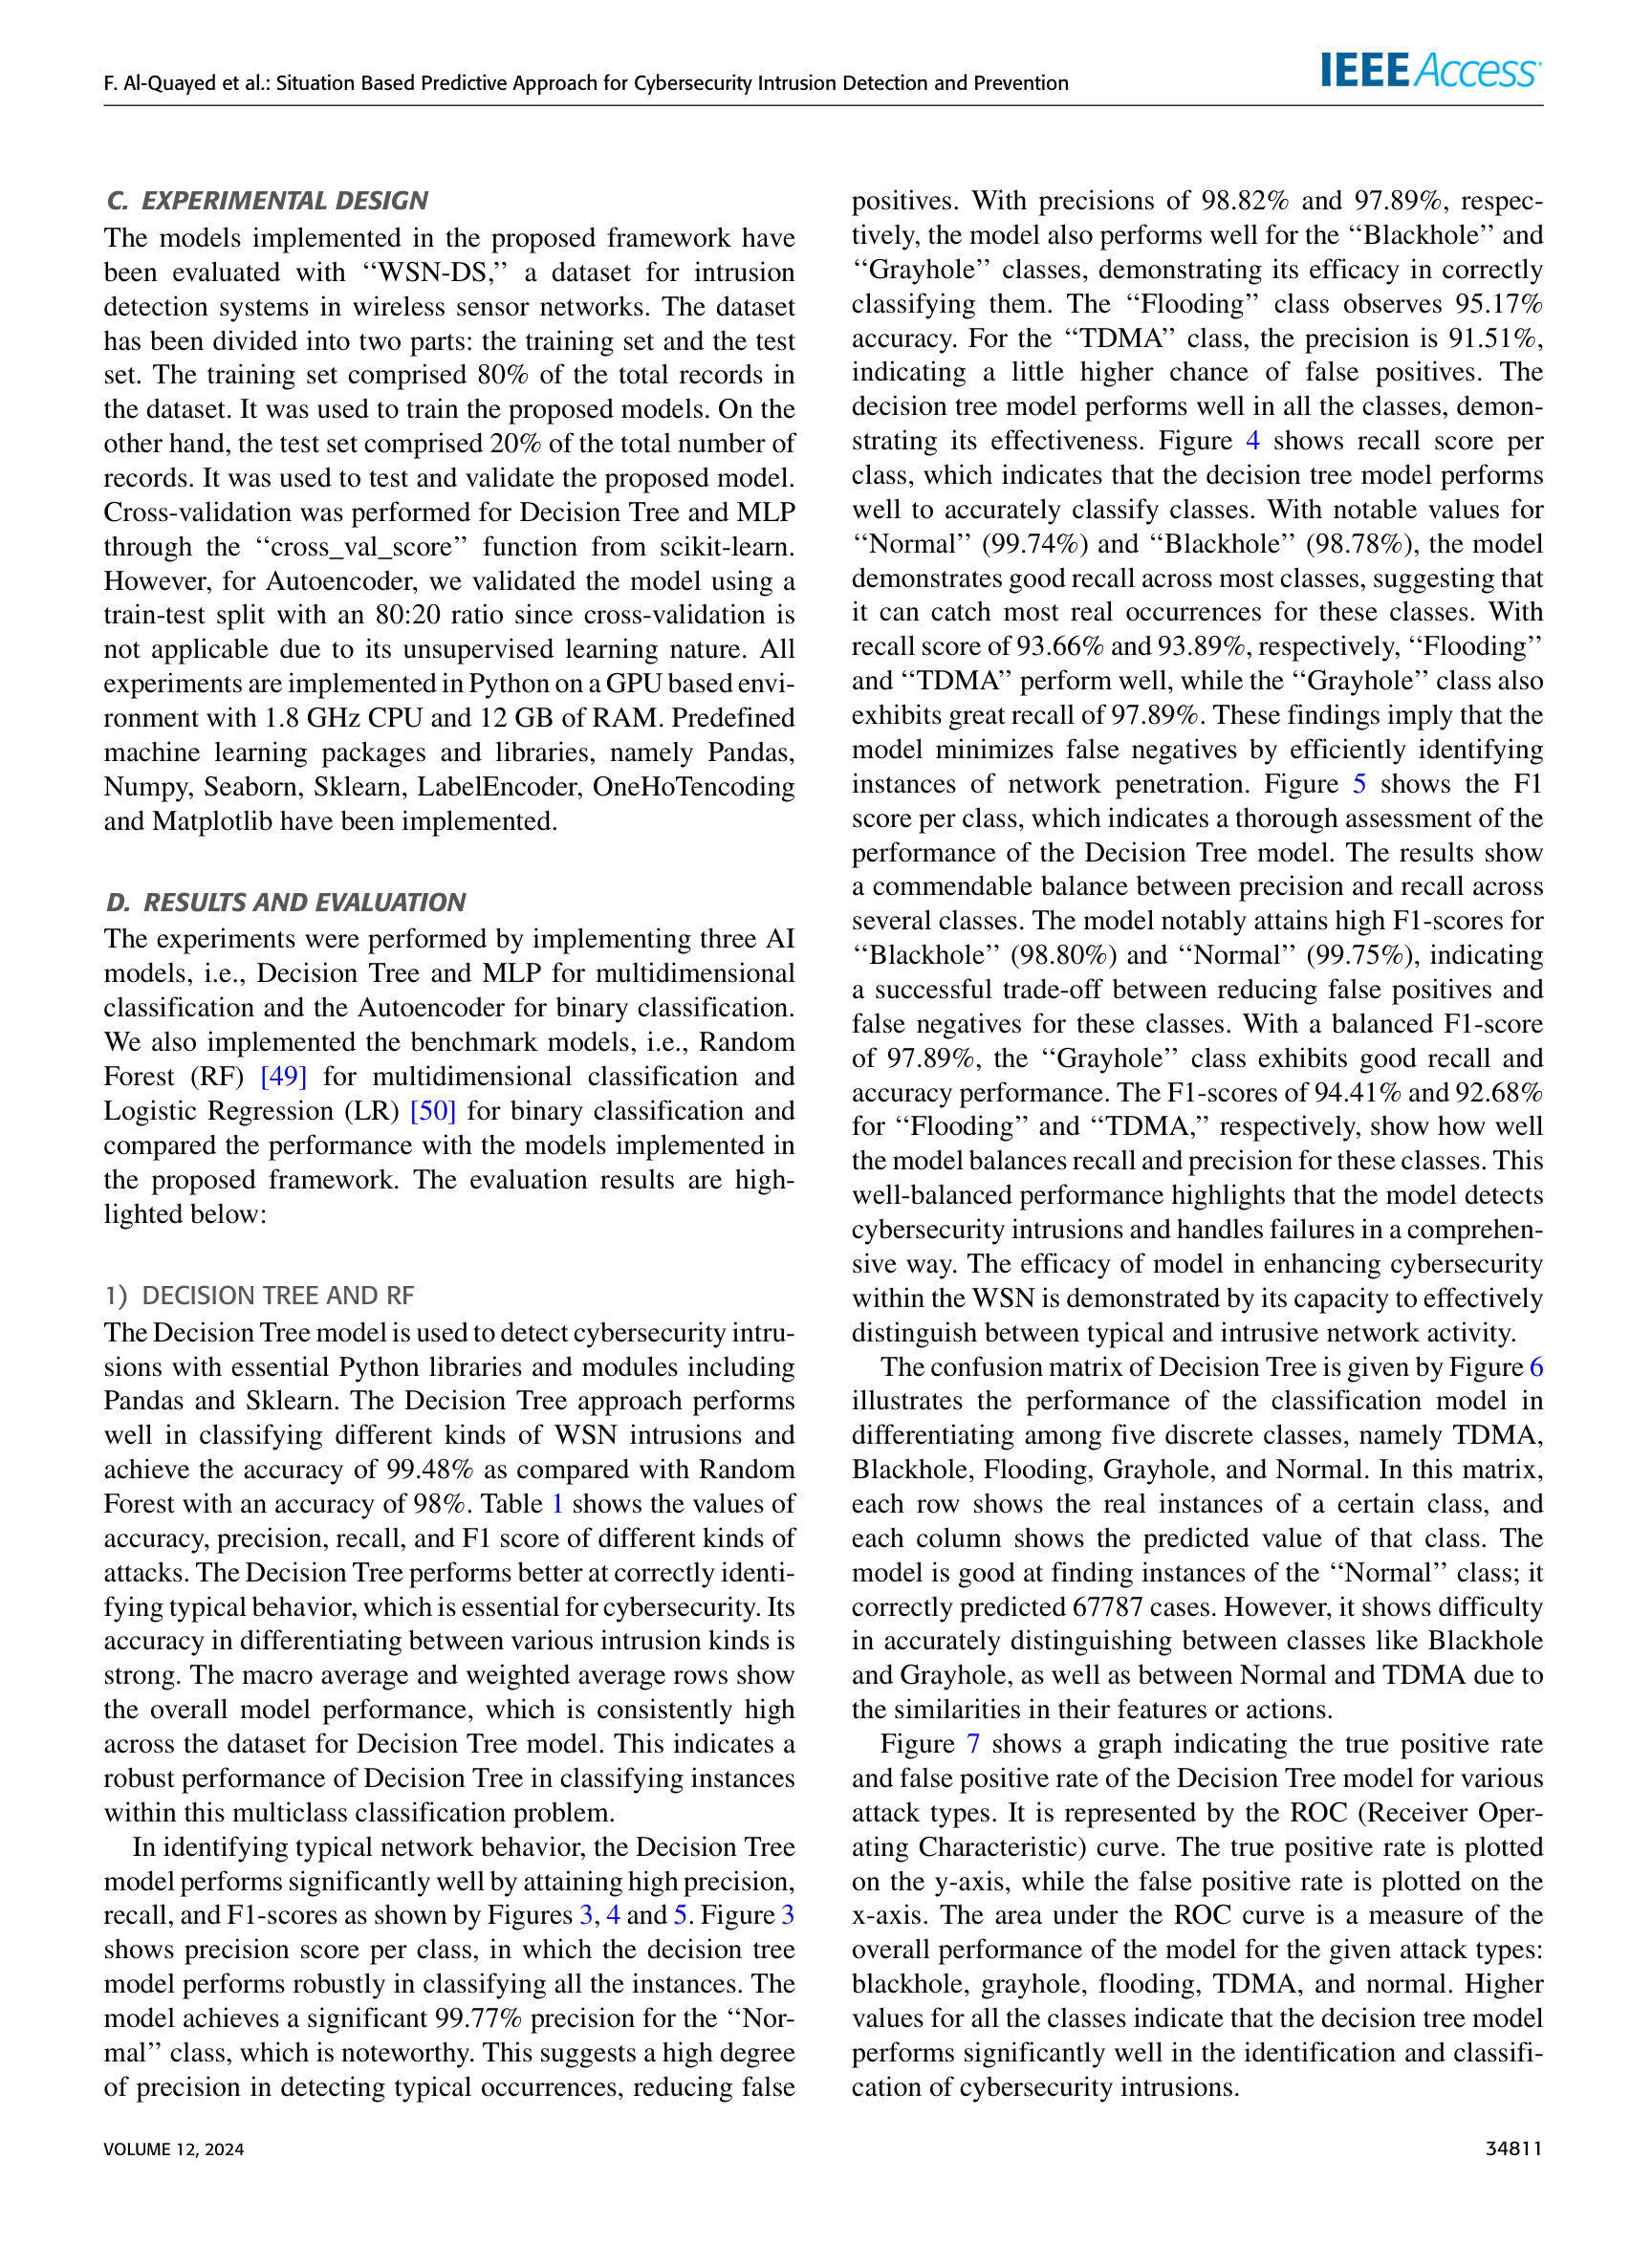 F. Al-Quayed et al.: Situation Based Predictive Approach for Cybersecurity Intrusion Detection and Prevention
IEEE Access
C. EXPERIMENTAL DESIGN
The models implemented in the proposed framework have
been evaluated with ‘‘WSN-DS,’’ a dataset for intrusion
detection systems in wireless sensor networks. The dataset
has been divided into two parts: the training set and the test
set. The training set comprised 80% of the total records in
the dataset. It was used to train the proposed models. On the
other hand, the test set comprised 20% of the total number of
records. It was used to test and validate the proposed model.
Cross-validation was performed for Decision Tree and MLP
through the ‘‘cross_val_score’’ function from scikit-learn.
However, for Autoencoder, we validated the model using a
train-test split with an 80:20 ratio since cross-validation is
not applicable due to its unsupervised learning nature. All
experiments are implemented in Python on a GPU based envi-
ronment with 1.8 GHz CPU and 12 GB of RAM. Predefined
machine learning packages and libraries, namely Pandas,
Numpy, Seaborn, Sklearn, LabelEncoder, OneHoTencoding
and Matplotlib have been implemented.
D. RESULTS AND EVALUATION
The experiments were performed by implementing three AI
models, i.e., Decision Tree and MLP for multidimensional
classification and the Autoencoder for binary classification.
We also implemented the benchmark models, i.e., Random
Forest (RF) [49] for multidimensional classification and
Logistic Regression (LR) [50] for binary classification and
compared the performance with the models implemented in
the proposed framework. The evaluation results are high-
lighted below:
1) DECISION TREE AND RF
The Decision Tree model is used to detect cybersecurity intru-
sions with essential Python libraries and modules including
Pandas and Sklearn. The Decision Tree approach performs
well in classifying different kinds of WSN intrusions and
achieve the accuracy of 99.48% as compared with Random
Forest with an accuracy of 98%. Table 1 shows the values of
accuracy, precision, recall, and F1 score of different kinds of
attacks. The Decision Tree performs better at correctly identi-
fying typical behavior, which is essential for cybersecurity. Its
accuracy in differentiating between various intrusion kinds is
strong. The macro average and weighted average rows show
the overall model performance, which is consistently high
across the dataset for Decision Tree model. This indicates a
robust performance of Decision Tree in classifying instances
within this multiclass classification problem.
In identifying typical network behavior, the Decision Tree
model performs significantly well by attaining high precision,
recall, and F1-scores as shown by Figures 3, 4 and 5. Figure 3
shows precision score per class, in which the decision tree
model performs robustly in classifying all the instances. The
model achieves a significant 99.77% precision for the ‘‘Nor-
mal’’ class, which is noteworthy. This suggests a high degree
of precision in detecting typical occurrences, reducing false
positives. With precisions of 98.82% and 97.89%, respec-
tively, the model also performs well for the ‘‘Blackhole’’ and
‘‘Grayhole’’ classes, demonstrating its efficacy in correctly
classifying them. The ‘‘Flooding’’ class observes 95.17%
accuracy. For the ‘‘TDMA’’ class, the precision is 91.51%,
indicating a little higher chance of false positives. The
decision tree model performs well in all the classes, demon-
strating its effectiveness. Figure 4 shows recall score per
class, which indicates that the decision tree model performs
well to accurately classify classes. With notable values for
‘‘Normal’’ (99.74%) and ‘‘Blackhole’’ (98.78%), the model
demonstrates good recall across most classes, suggesting that
it can catch most real occurrences for these classes. With
recall score of 93.66% and 93.89%, respectively, ‘‘Flooding’’
and ‘‘TDMA’’ perform well, while the ‘‘Grayhole’’ class also
exhibits great recall of 97.89%. These findings imply that the
model minimizes false negatives by efficiently identifying
instances of network penetration. Figure 5 shows the F1
score per class, which indicates a thorough assessment of the
performance of the Decision Tree model. The results show
a commendable balance between precision and recall across
several classes. The model notably attains high F1-scores for
‘‘Blackhole’’ (98.80%) and ‘‘Normal’’ (99.75%), indicating
a successful trade-off between reducing false positives and
false negatives for these classes. With a balanced F1-score
of 97.89%, the ‘‘Grayhole’’ class exhibits good recall and
accuracy performance. The F1-scores of 94.41% and 92.68%
for ‘‘Flooding’’ and ‘‘TDMA,’’ respectively, show how well
the model balances recall and precision for these classes. This
well-balanced performance highlights that the model detects
cybersecurity intrusions and handles failures in a comprehen-
sive way. The efficacy of model in enhancing cybersecurity
within the WSN is demonstrated by its capacity to effectively
distinguish between typical and intrusive network activity.
The confusion matrix of Decision Tree is given by Figure 6
illustrates the performance of the classification model in
differentiating among five discrete classes, namely TDMA,
Blackhole, Flooding, Grayhole, and Normal. In this matrix,
each row shows the real instances of a certain class, and
each column shows the predicted value of that class. The
model is good at finding instances of the ‘‘Normal’’ class; it
correctly predicted 67787 cases. However, it shows difficulty
in accurately distinguishing between classes like Blackhole
and Grayhole, as well as between Normal and TDMA due to
the similarities in their features or actions.
Figure 7 shows a graph indicating the true positive rate
and false positive rate of the Decision Tree model for various
attack types. It is represented by the ROC (Receiver Oper-
ating Characteristic) curve. The true positive rate is plotted
on the y-axis, while the false positive rate is plotted on the
x-axis. The area under the ROC curve is a measure of the
overall performance of the model for the given attack types:
blackhole, grayhole, flooding, TDMA, and normal. Higher
values for all the classes indicate that the decision tree model
performs significantly well in the identification and classifi-
cation of cybersecurity intrusions.
VOLUME 12, 2024
34811